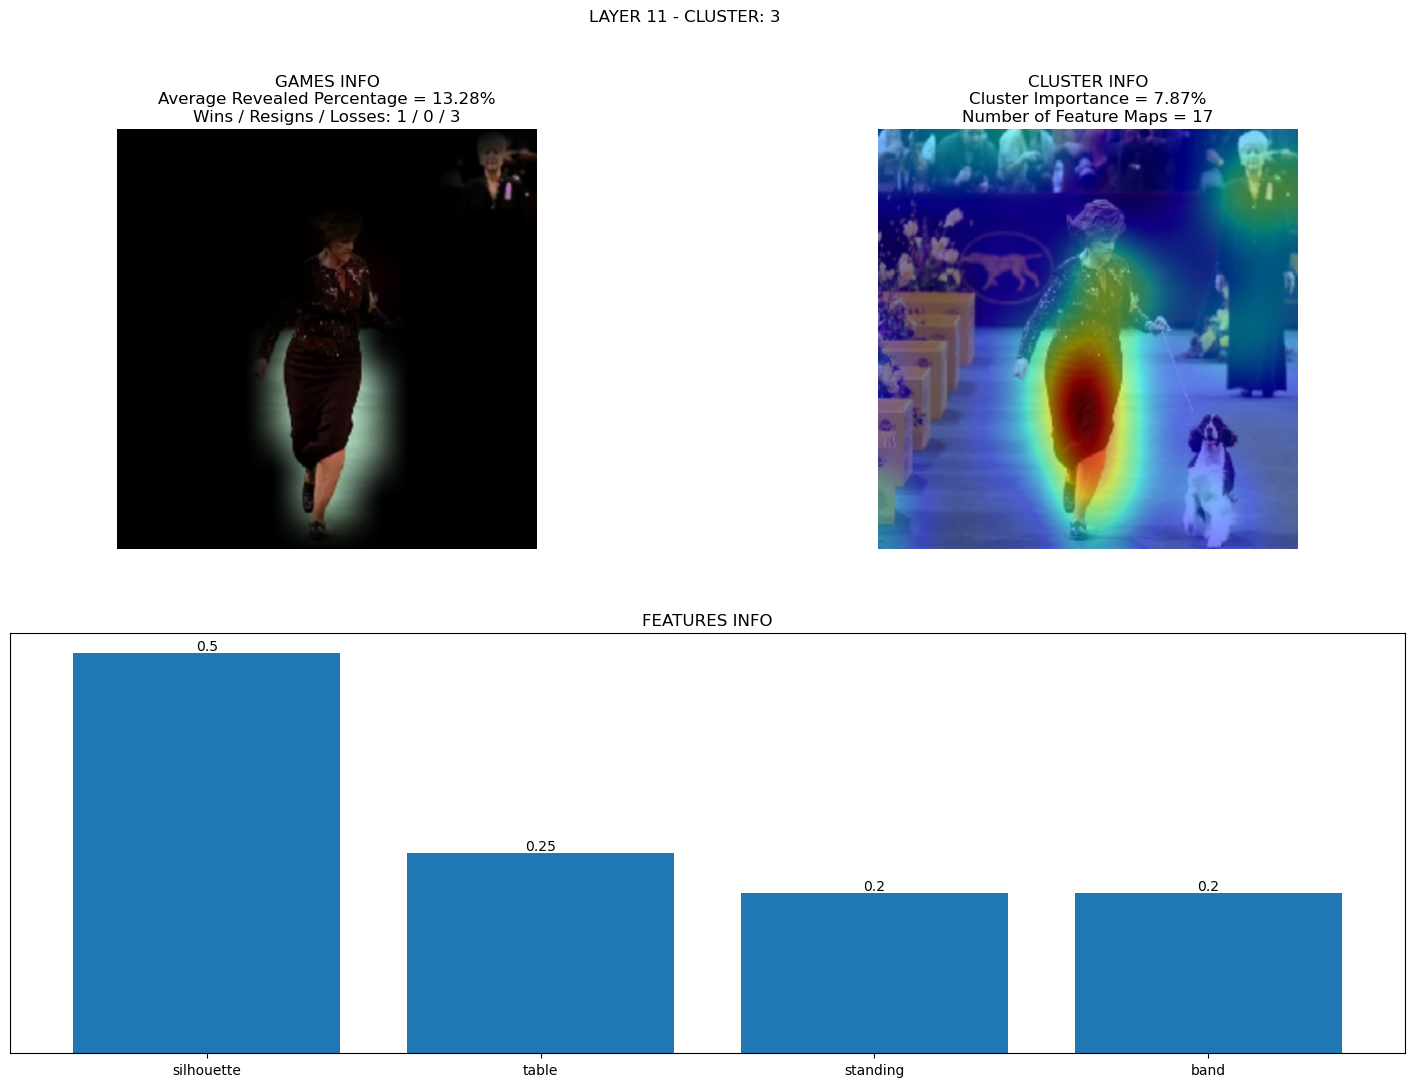 LAYER 11 - CLUSTER: 3
GAMES INFO
Average Revealed Percentage = 13.28%
Wins / Resigns / Losses: 1 / 0 / 3
CLUSTER INFO
Cluster Importance = 7.87%
Number of Feature Maps = 17
FEATURES INFO
0.5
0.25
0.2
0.2
silhouette
table
standing
band